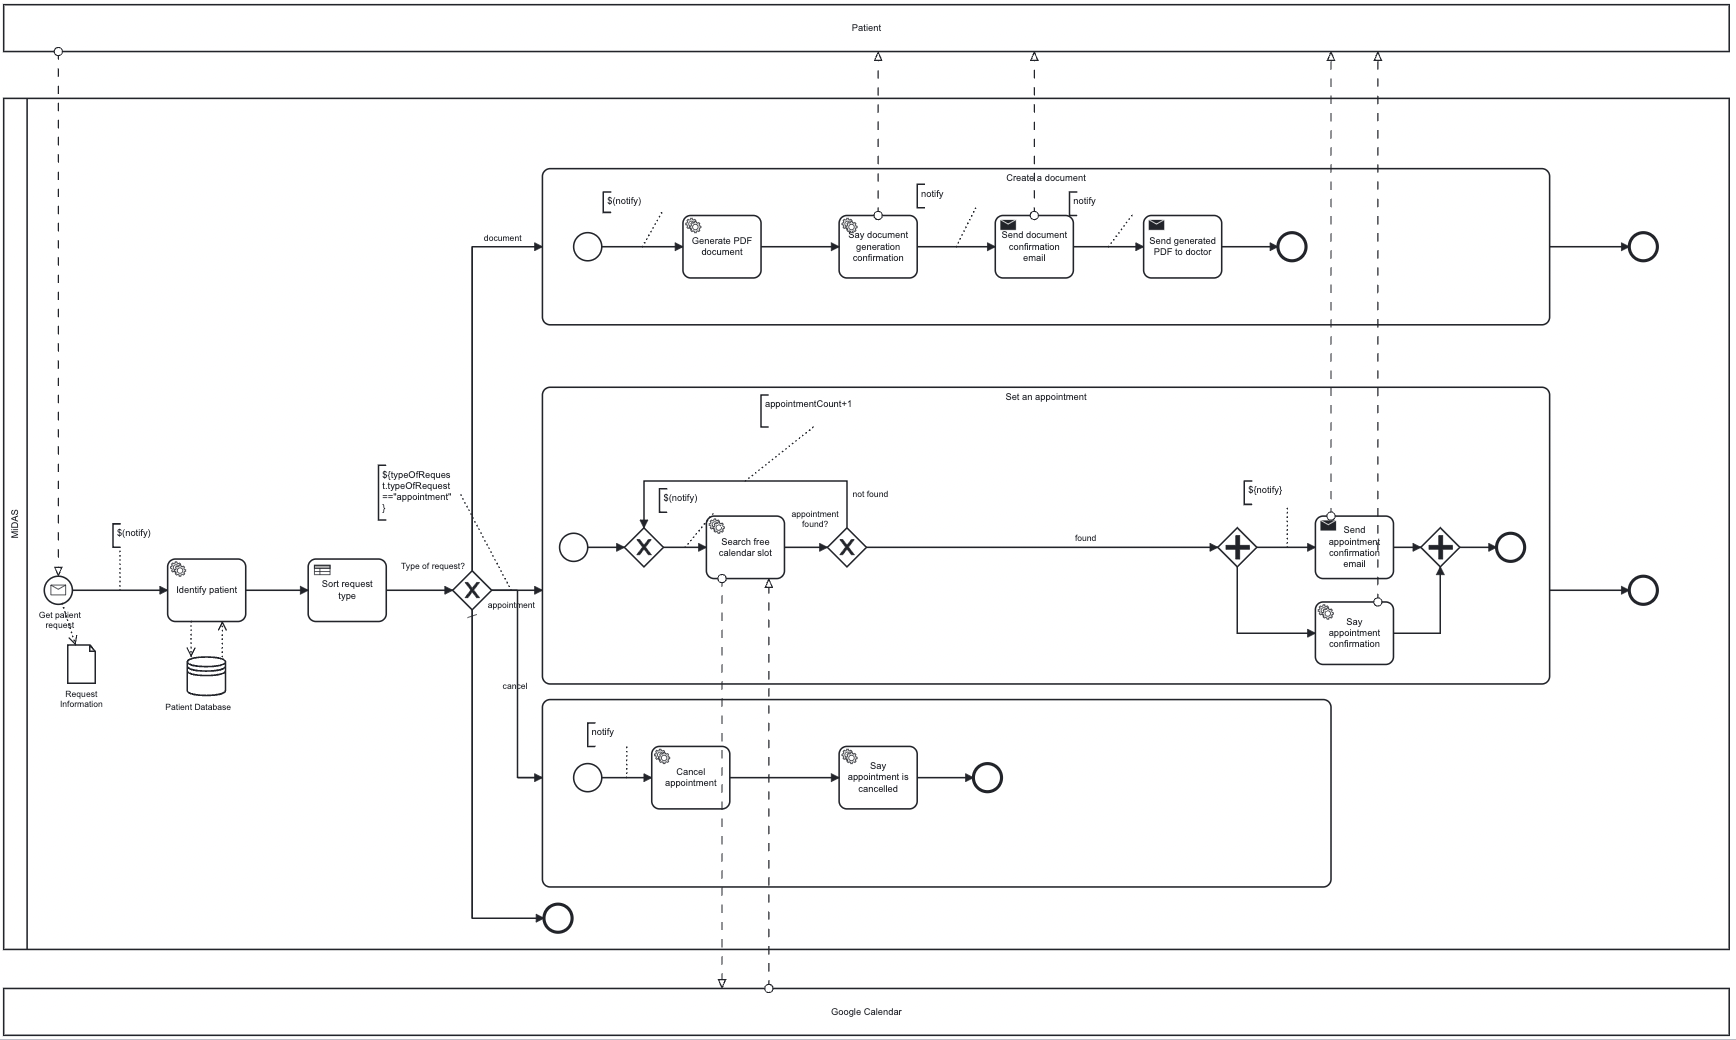 Patient
MiDAS
Create a document
$(notify)
notify
notify
Generate PDF
document
Say document
generation
confirmation
Send document
confirmation
email
Send generated
PDF to doctor
document
Set an appointment
appointmentCount+1
${typeOfReques
t.typeOfRequest
=="appointment"
}
$(notify)
not found
appointment
found?
${notify}
$(notify)
Search free
calendar slot
found
Send
appointment
confirmation
email
Identify patient
Sort request
type
Type of request?
appointment
Get patient
request
Say
appointment
confirmation
Request
Information
Patient Database
cancel
notify
Cancel
appointment
Say
appointment is
cancelled
Google Calendar